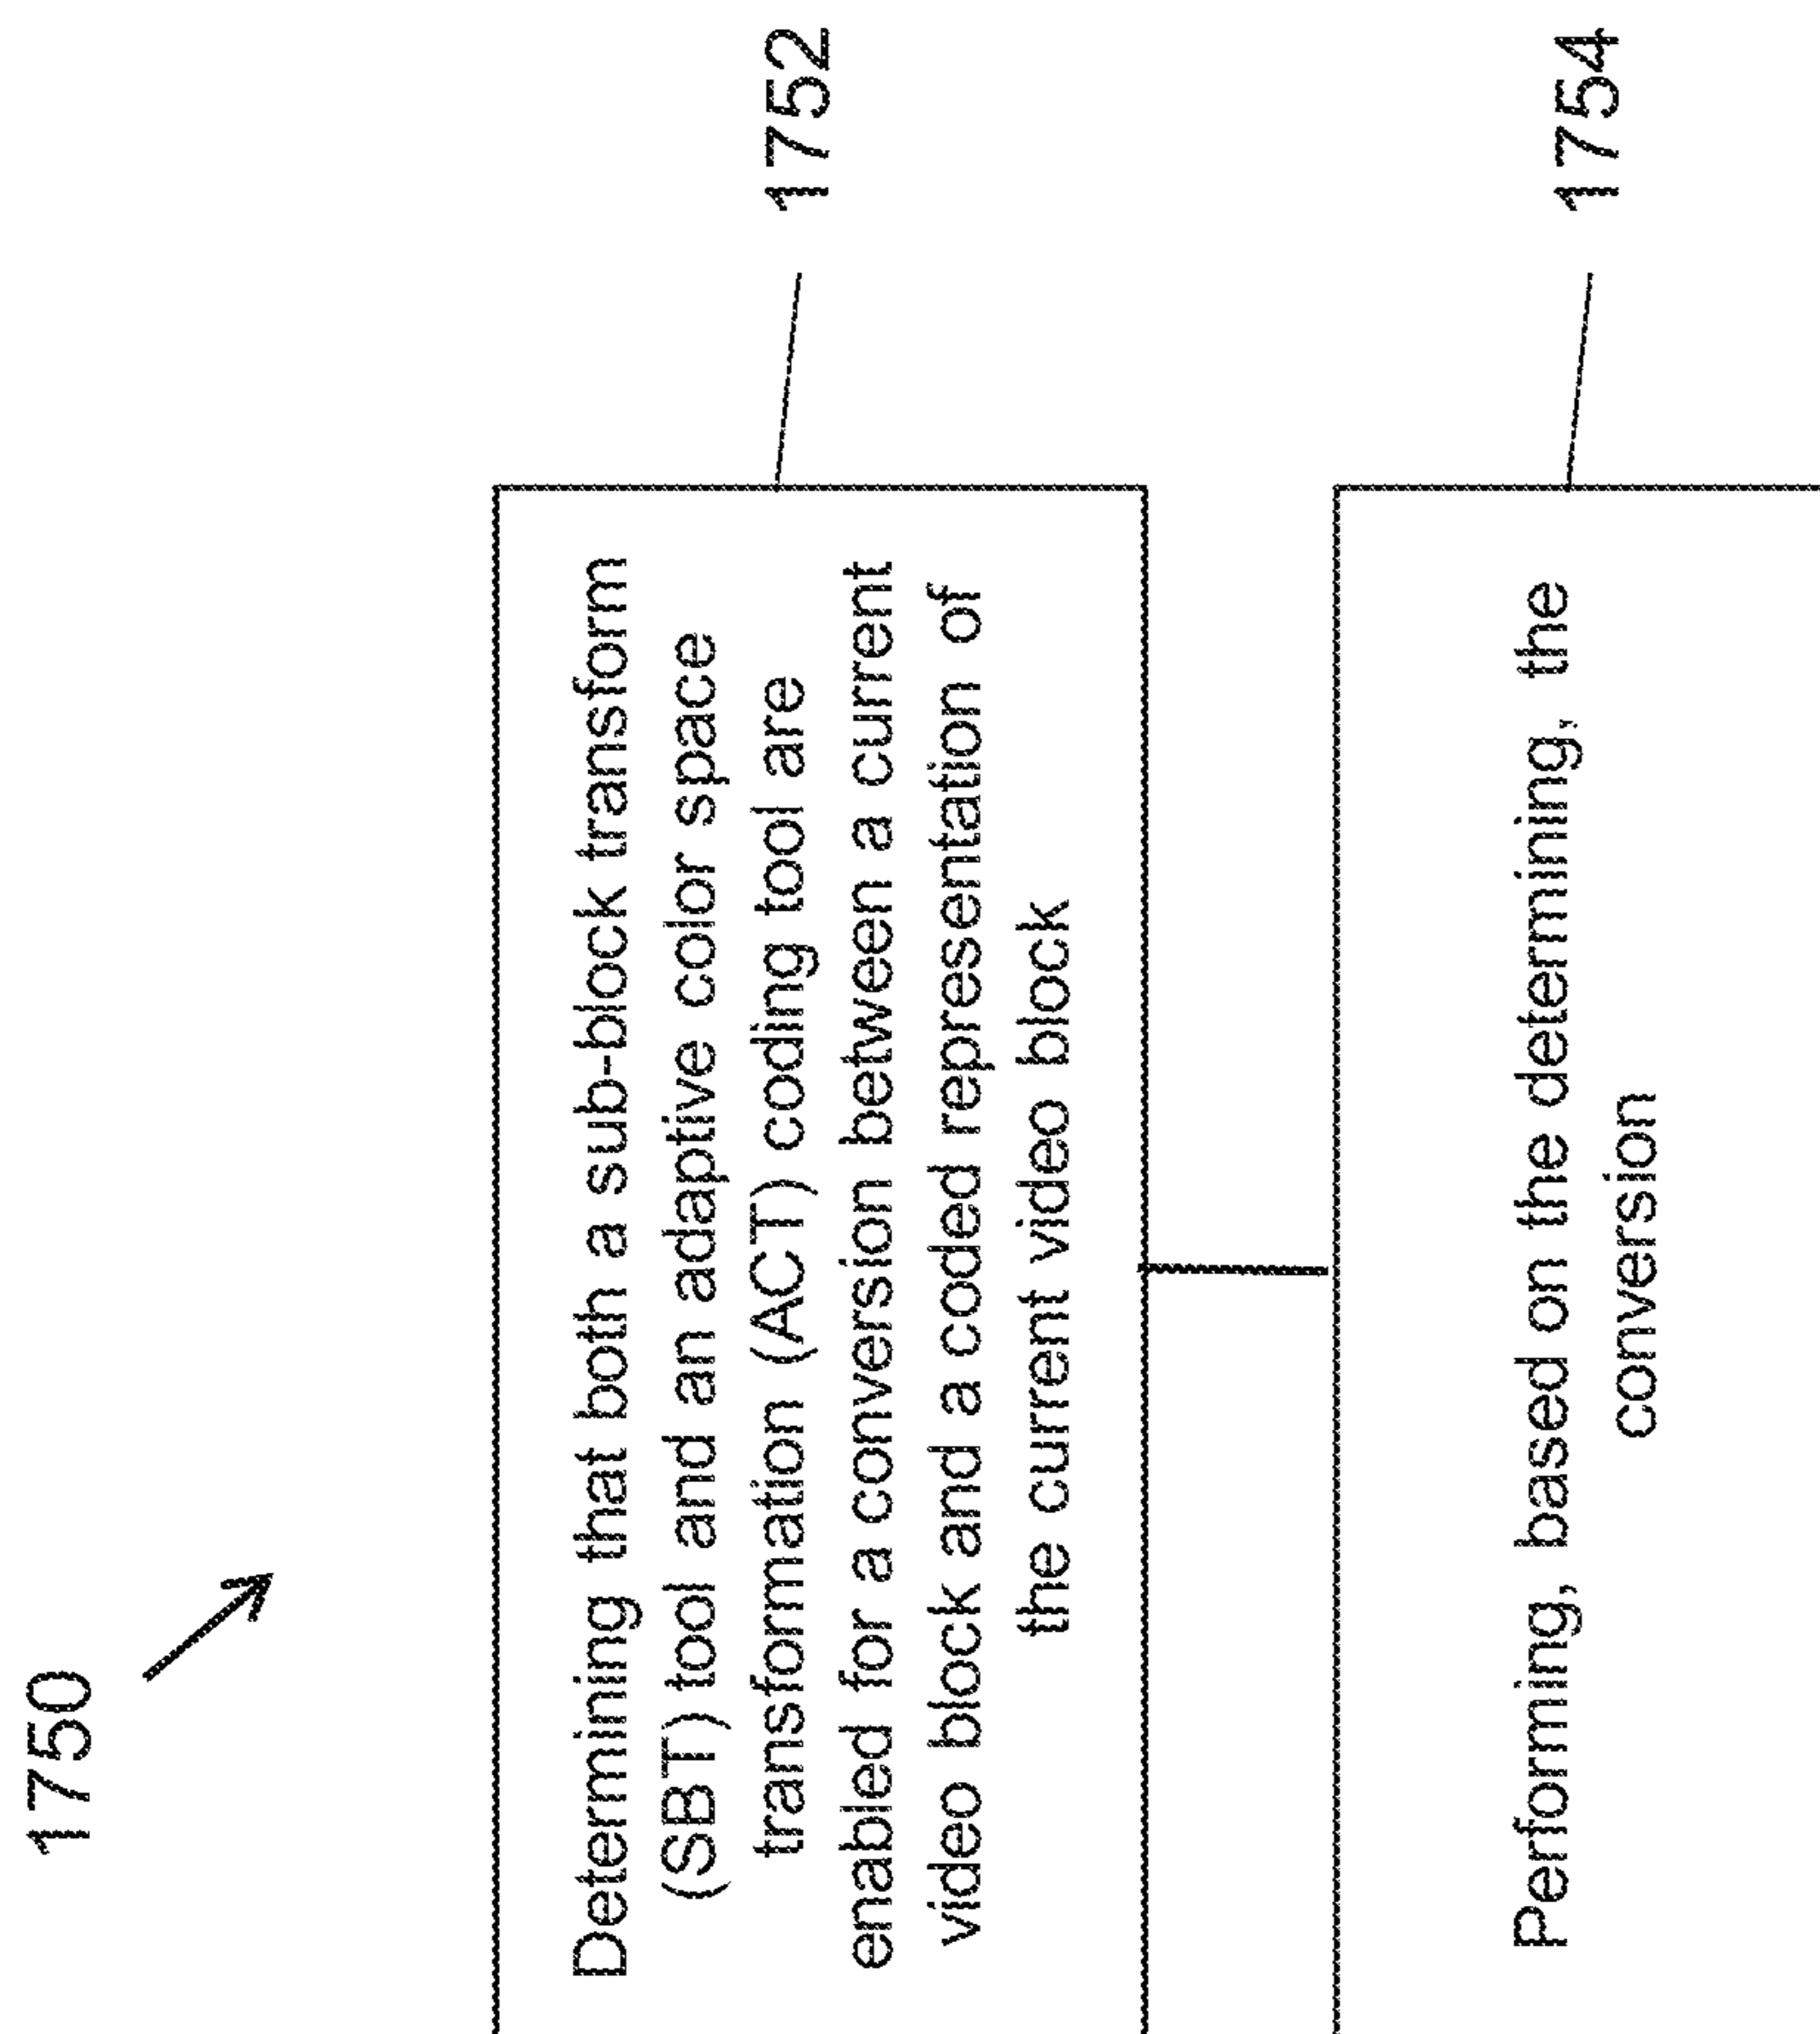 1750
Determining that both a sub-block transform
(SBT) tool and an adaptive color space
transformation (ACT) coding tool are
enabled for a conversion between a current
video block and a coded representation of
the current video block
1752
Performing, based on the determining, the
conversion
1754